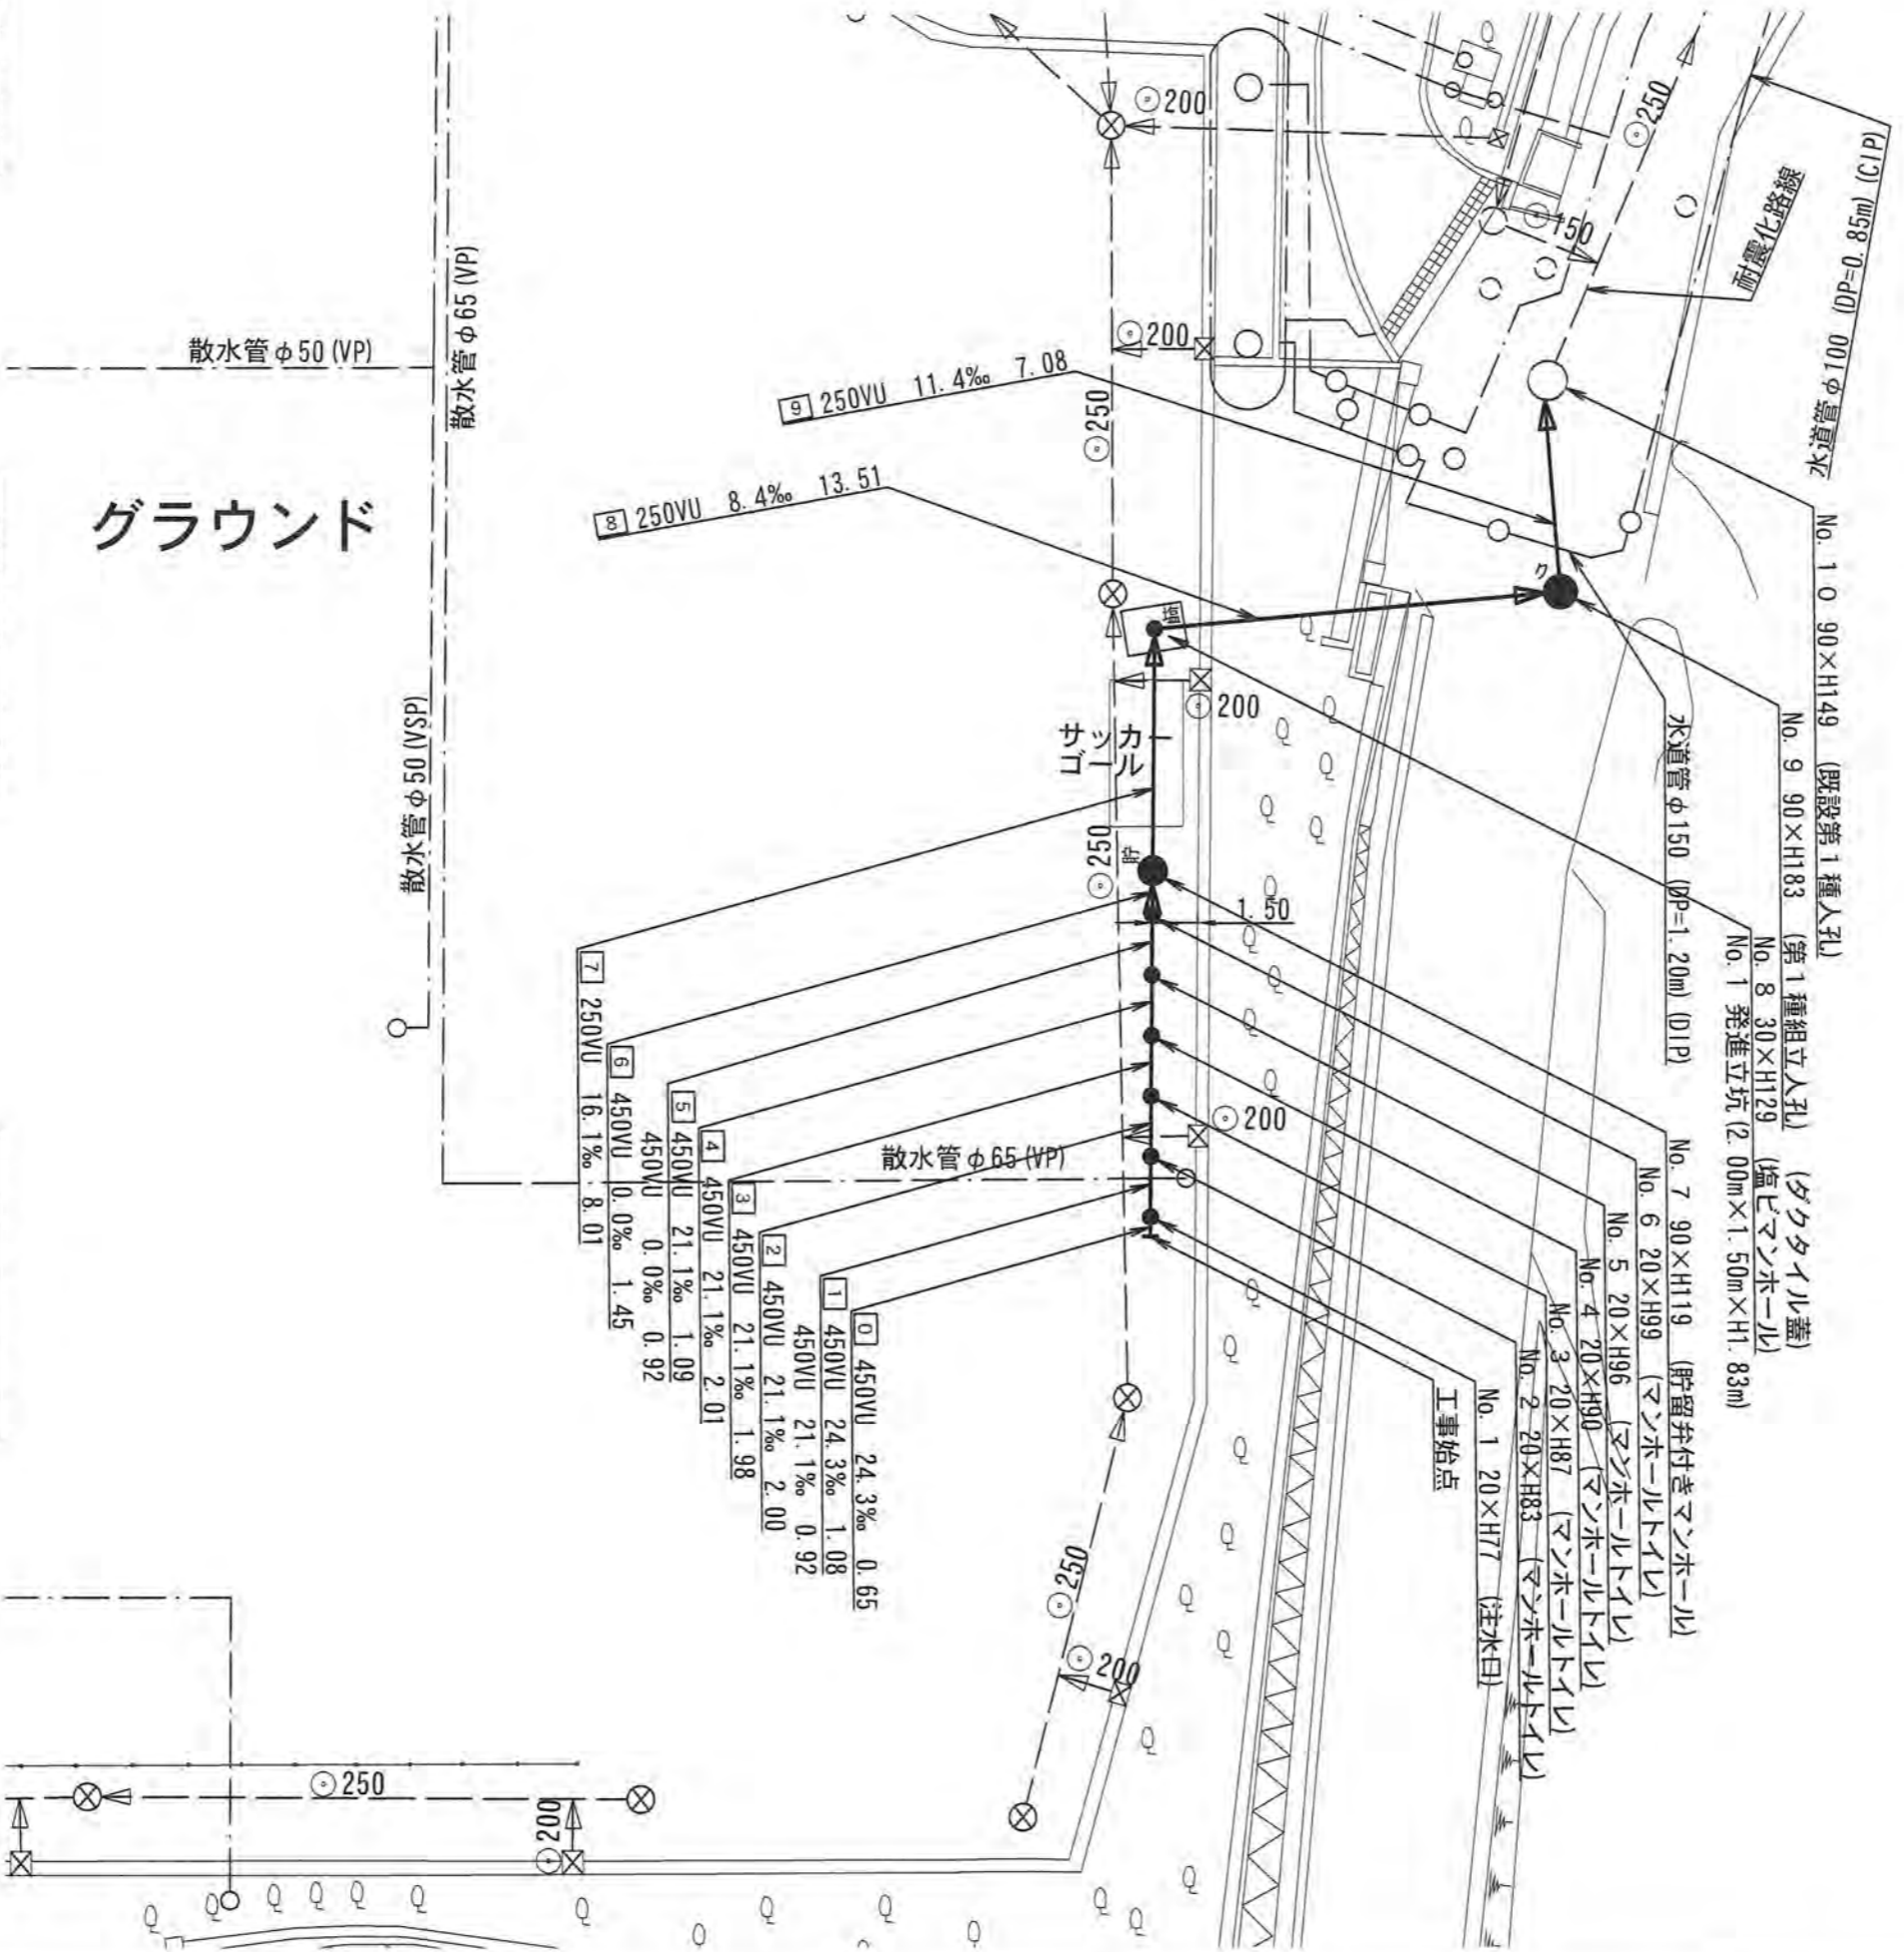 ⊙200
⊙250
水道管φ100 (DP=0.85m) (CIP)
耐震化路線
⊙150
散水管φ65(VP)
散水管φ50(VP)
⊙200
9 250VU 11.4‰ 7.08
⊙250
8 250VU 8.4‰ 13.51
グラウンド
ク
塩
No. 10 90×H149 (既設第1種人孔)
No. 9 90×H83 (第1種組立人孔) (ダクタイル蓋)
No. 8 30×H129 (塩ビマンホール)
No. 1 発進立坑(2.00m×1.50m×H1.83m)
水道管φ150 (DP=1.20m) (DIP)
⊙200
サッカー
ゴール
散水管φ50(VSP)
⊙250
貯
1.50
No. 7 90×H119 (貯留弁付きマンホール)
No. 6 20×H99 (マンホールトイレ)
No. 5 20×H96 (マンホールトイレ)
No. 4 20×H90 (マンホールトイレ)
No. 3 20×H87 (マンホールトイレ)
No. 2 20×H83 (マンホールトイレ)
No. 1 20×H77 (注水口)
工事始点
⊙200
散水管φ65(VP)
7 250VU 16.1‰ 8.01
6 450VU 0.0‰ 1.45
450VU 0.0‰ 0.92
5 450VU 21.1‰ 1.09
4 450VU 21.1‰ 2.01
3 450VU 21.1‰ 1.98
2 450VU 21.1‰ 2.00
450VU 21.1‰ 0.92
1 450VU 24.3‰ 1.08
0 450VU 24.3‰ 0.65
⊙250
⊙200
⊙250
⊙200